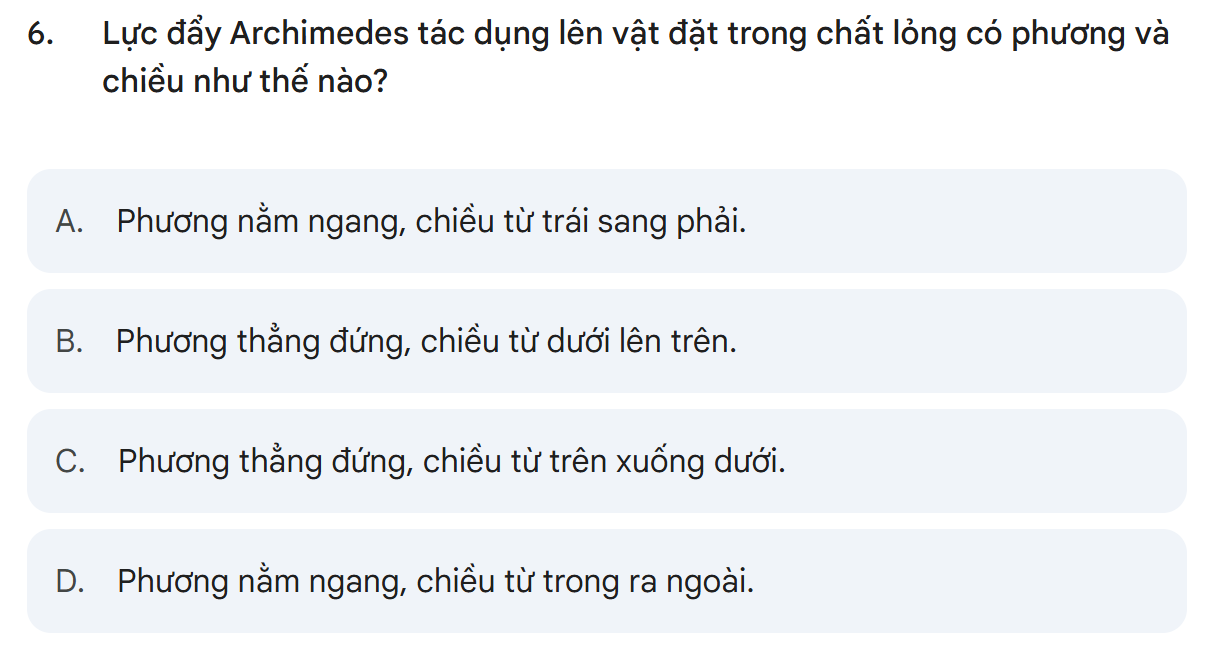 6. Lực đẩy Archimedes tác dụng lên vật đặt trong chất lỏng có phương và
chiều như thế nào?
A. Phương nằm ngang, chiều từ trái sang phải.
B. Phương thẳng đứng, chiều từ dưới lên trên.
C. Phương thẳng đứng, chiều từ trên xuống dưới.
D. Phương nằm ngang, chiều từ trong ra ngoài.